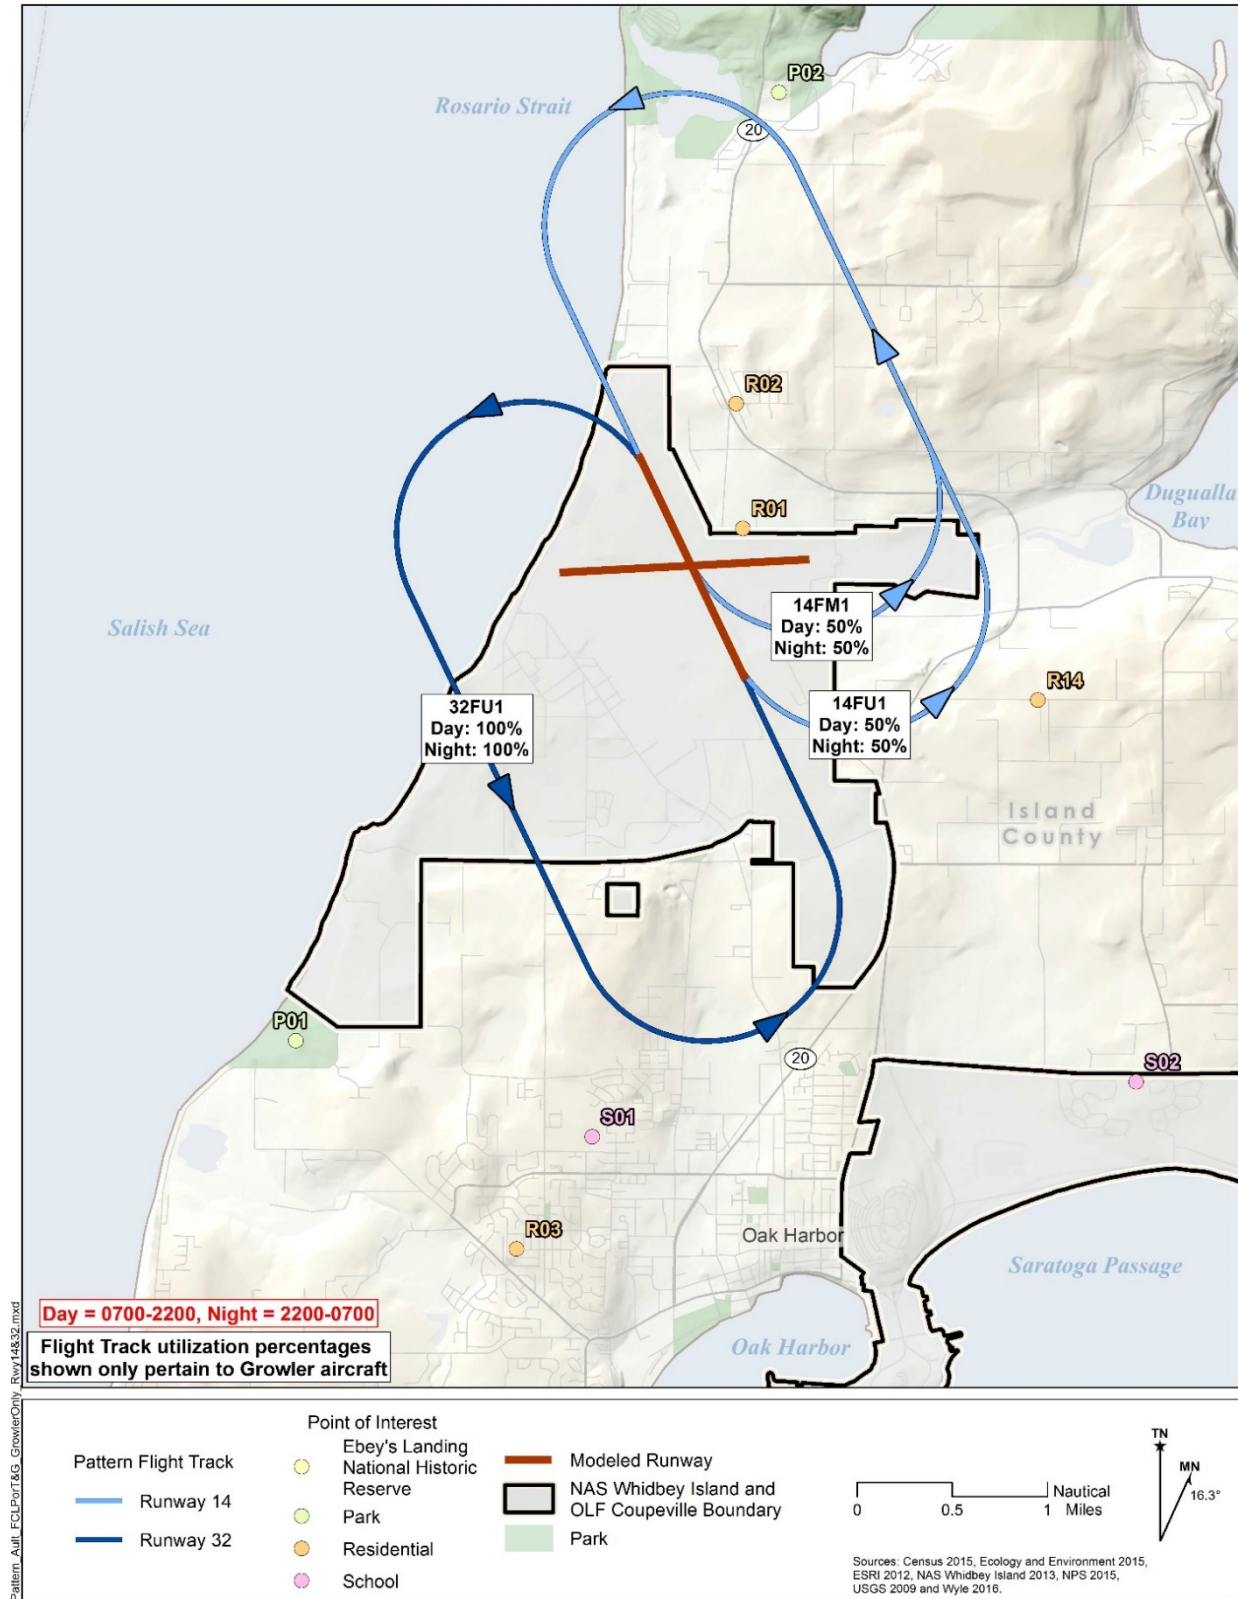 P02
Rosario Strait
20
R02
R01
Dugualla
Bay
14FM1
Day: 50%
Night: 50%
Salish Sea
R14
32FU1
Day: 100%
Night: 100%
14FU1
Day: 50%
Night: 50%
Island
County
P01
20
S02
S01
R03
Oak Harbor
Saratoga Passage
Day = 0700-2200, Night = 2200-0700
Flight Track utilization percentages
shown only pertain to Growler aircraft
Oak Harbor
Pattern_Ault_FCLPorT&G_GrowlerOnly_Rwy14&32.mxd
Pattern Flight Track
Runway 14
Runway 32
Point of Interest
Ebey's Landing
National Historic
Reserve
Park
Residential
School
Modeled Runway
NAS Whidbey Island and
OLF Coupeville Boundary
Park
0 0.5 1 Nautical
Miles
TN
MN
16.3°
Sources: Census 2015, Ecology and Environment 2015,
ESRI 2012, NAS Whidbey Island 2013, NPS 2015,
USGS 2009 and Wyle 2016.